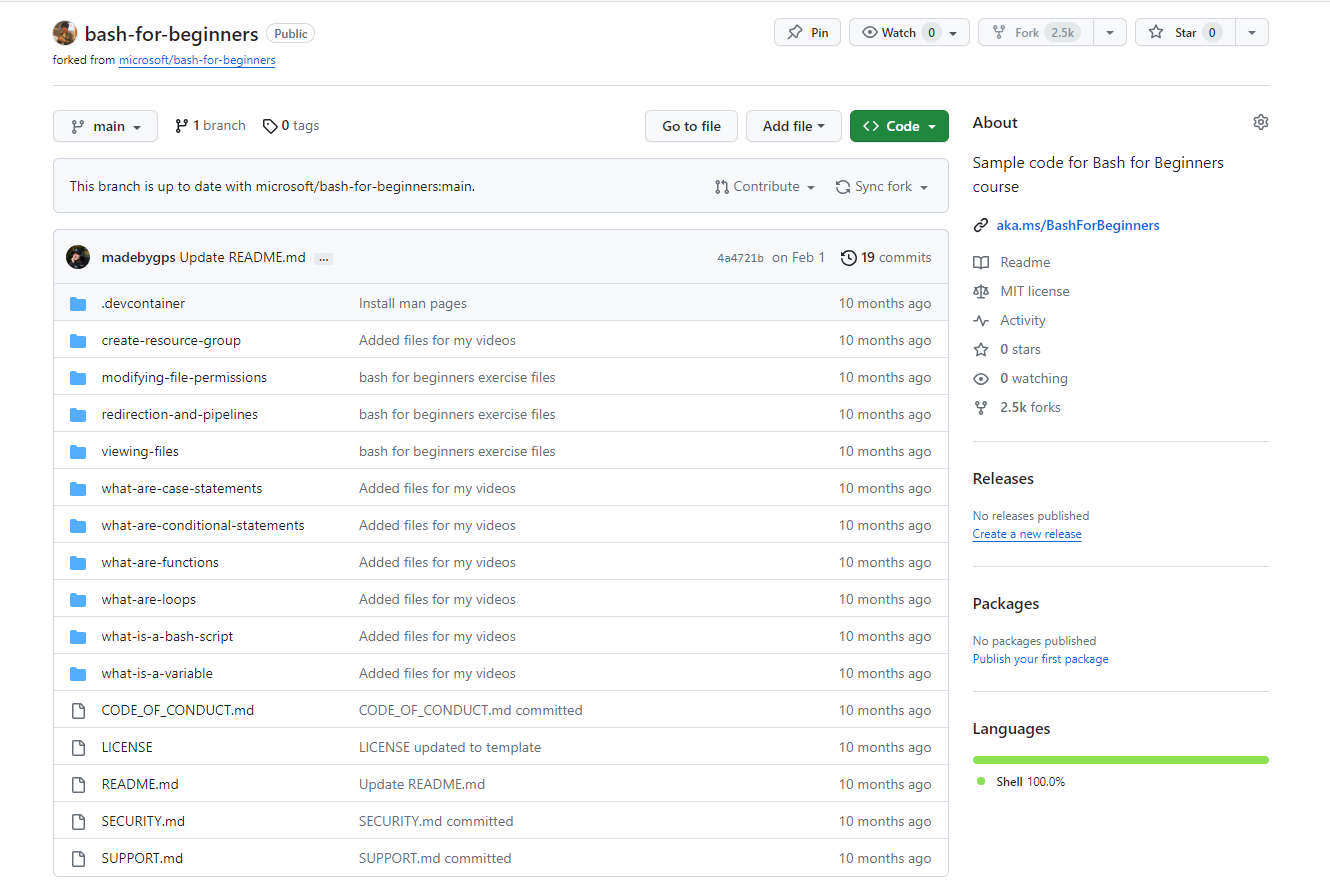 bash-for-beginners Public
Pin
Watch 0
Fork 2.5k
Star 0
forked from microsoft/bash-for-beginners
main
1 branch
0 tags
Go to file
Add file
Code
This branch is up to date with microsoft/bash-for-beginners:main.
Contribute
Sync fork
madebygps Update README.md ...
4a4721b on Feb 1
19 commits
.devcontainer Install man pages 10 months ago
create-resource-group Added files for my videos 10 months ago
modifying-file-permissions bash for beginners exercise files 10 months ago
redirection-and-pipelines bash for beginners exercise files 10 months ago
viewing-files bash for beginners exercise files 10 months ago
what-are-case-statements Added files for my videos 10 months ago
what-are-conditional-statements Added files for my videos 10 months ago
what-are-functions Added files for my videos 10 months ago
what-are-loops Added files for my videos 10 months ago
what-is-a-bash-script Added files for my videos 10 months ago
what-is-a-variable Added files for my videos 10 months ago
CODE_OF_CONDUCT.md CODE_OF_CONDUCT.md committed 10 months ago
LICENSE LICENSE updated to template 10 months ago
README.md Update README.md 10 months ago
SECURITY.md SECURITY.md committed 10 months ago
SUPPORT.md SUPPORT.md committed 10 months ago
About
Sample code for Bash for Beginners
course
aka.ms/BashForBeginners
Readme
MIT license
Activity
0 stars
0 watching
2.5k forks
Releases
No releases published
Create a new release
Packages
No packages published
Publish your first package
Languages
Shell 100.0%